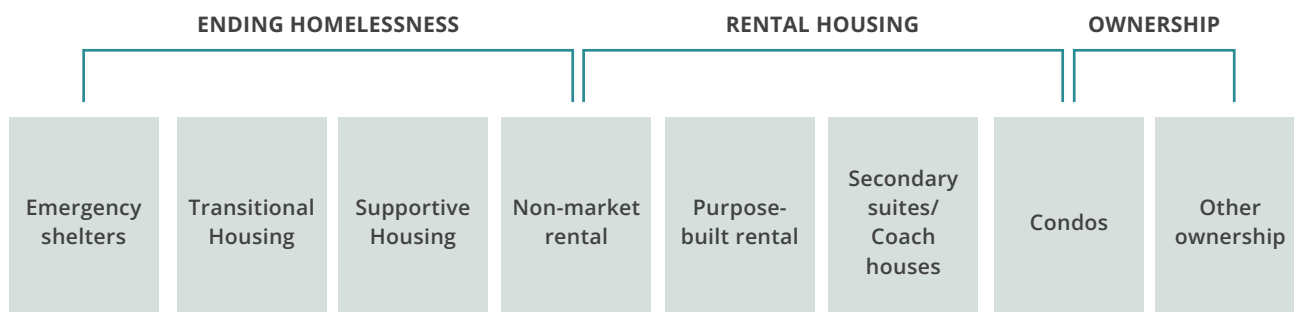 ENDING HOMELESSNESS
RENTAL HOUSING
OWNERSHIP
Emergency
shelters
Transitional
Housing
Supportive
Housing
Non-market
rental
Purpose-
built rental
Secondary
suites/
Coach
houses
Condos
Other
ownership